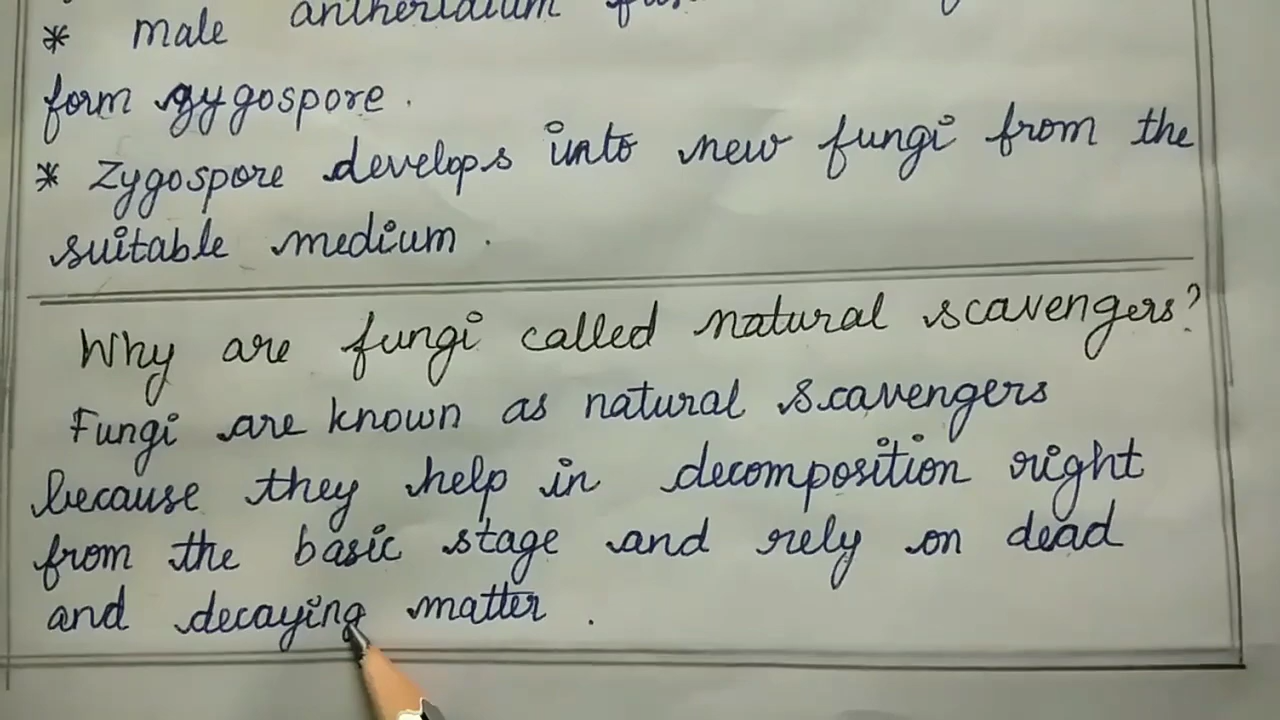 * male antheridium
form zygospore.
* Zygospore develops into new fungi from the
suitable medium.
Why are fungi called natural scavengers?
Fungi are known as natural scavengers
because they help in decomposition right
from the basic stage and rely on dead
and decaying matter.